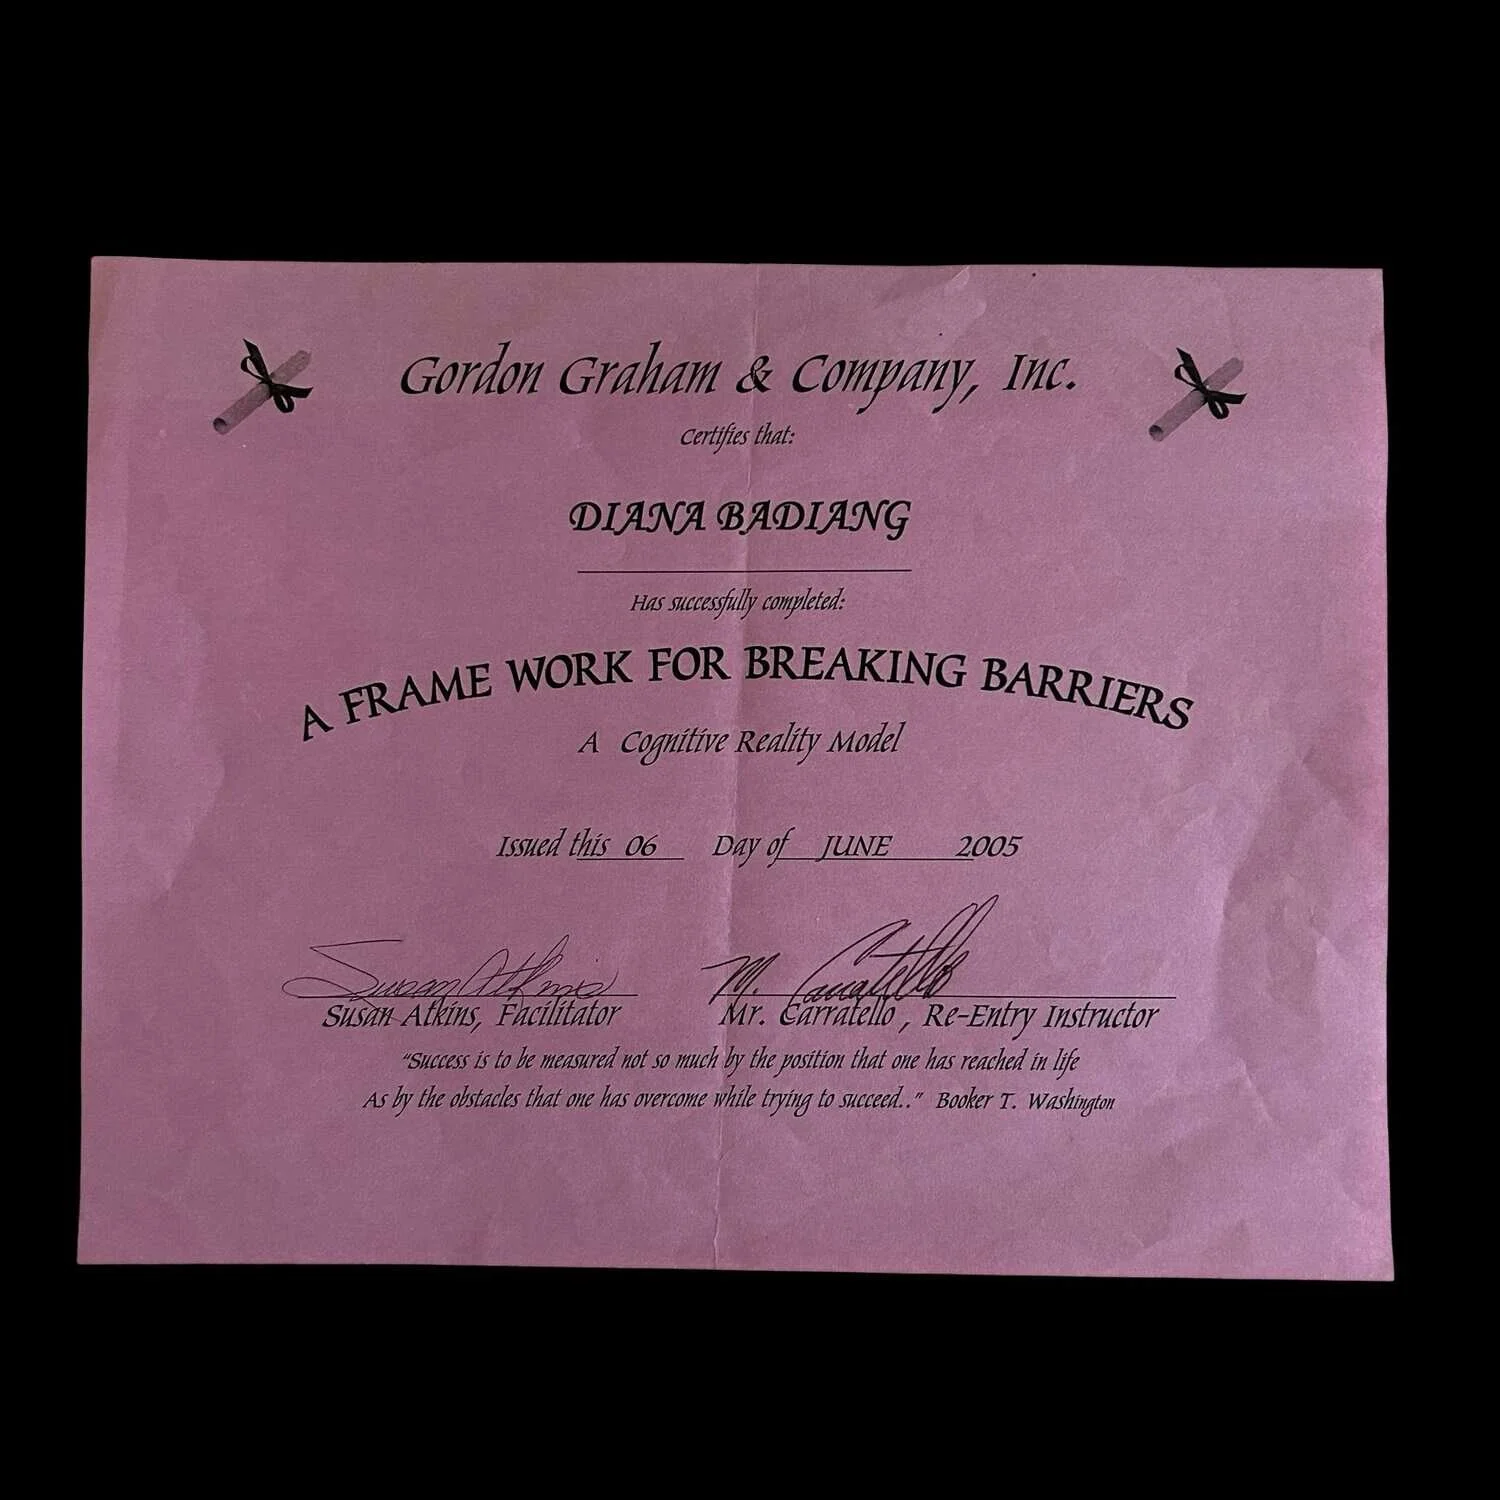 Gordon Graham & Company, Inc.
Certifies that:
DIANA BADIANG
Has successfully completed:
A FRAME WORK FOR BREAKING BARRIERS
A Cognitive Reality Model
Issued this 06 Day of JUNE 2005
Susan Atkins M. Carratello
Susan Atkins, Facilitator Mr. Carratello , Re-Entry Instructor
"Success is to be measured not so much by the position that one has reached in life
As by the obstacles that one has overcome while trying to succeed.." Booker T. Washington